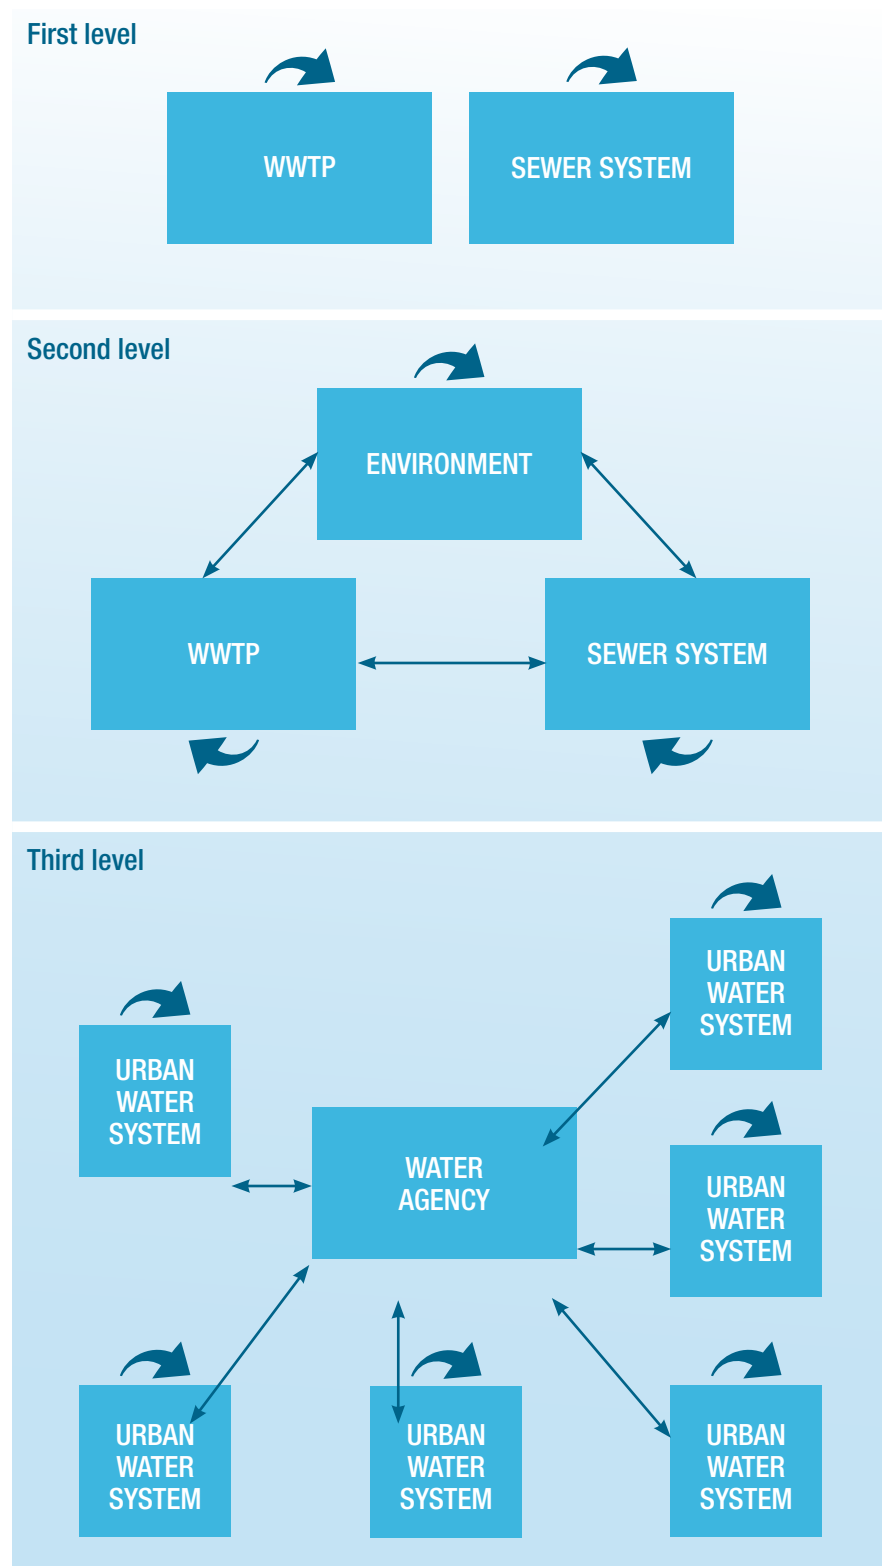 First level
WWTP
SEWER SYSTEM
Second level
ENVIRONMENT
WWTP
SEWER SYSTEM
Third level
URBAN
WATER
SYSTEM
URBAN
WATER
SYSTEM
WATER
AGENCY
URBAN
WATER
SYSTEM
URBAN
WATER
SYSTEM
URBAN
WATER
SYSTEM
URBAN
WATER
SYSTEM